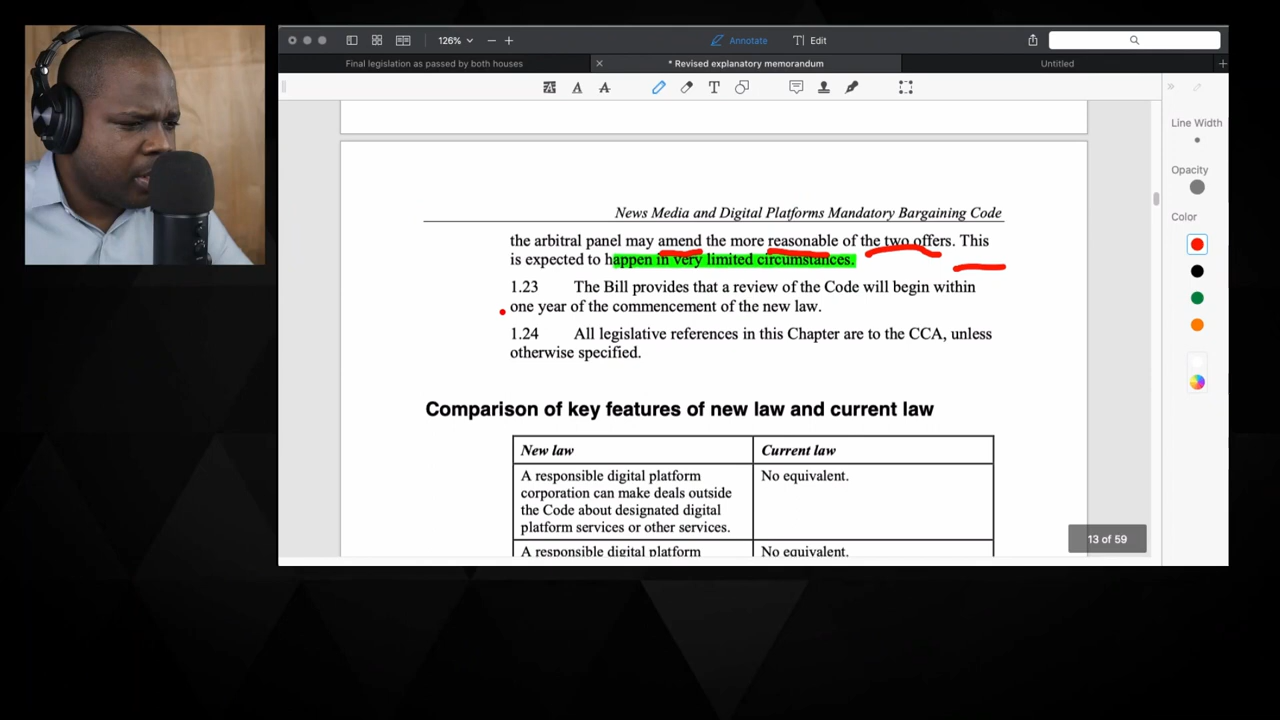 126%
Annotate
Edit
Final legislation as passed by both houses
* Revised explanatory memorandum
Untitled
Line Width
Opacity
Color
News Media and Digital Platforms Mandatory Bargaining Code
the arbitral panel may amend the more reasonable of the two offers. This
is expected to happen in very limited circumstances.
1.23 The Bill provides that a review of the Code will begin within
one year of the commencement of the new law.
1.24 All legislative references in this Chapter are to the CCA, unless
otherwise specified.
Comparison of key features of new law and current law
New law Current law
A responsible digital platform No equivalent.
corporation can make deals outside
the Code about designated digital
platform services or other services.
A responsible digital platform No equivalent.
13 of 59